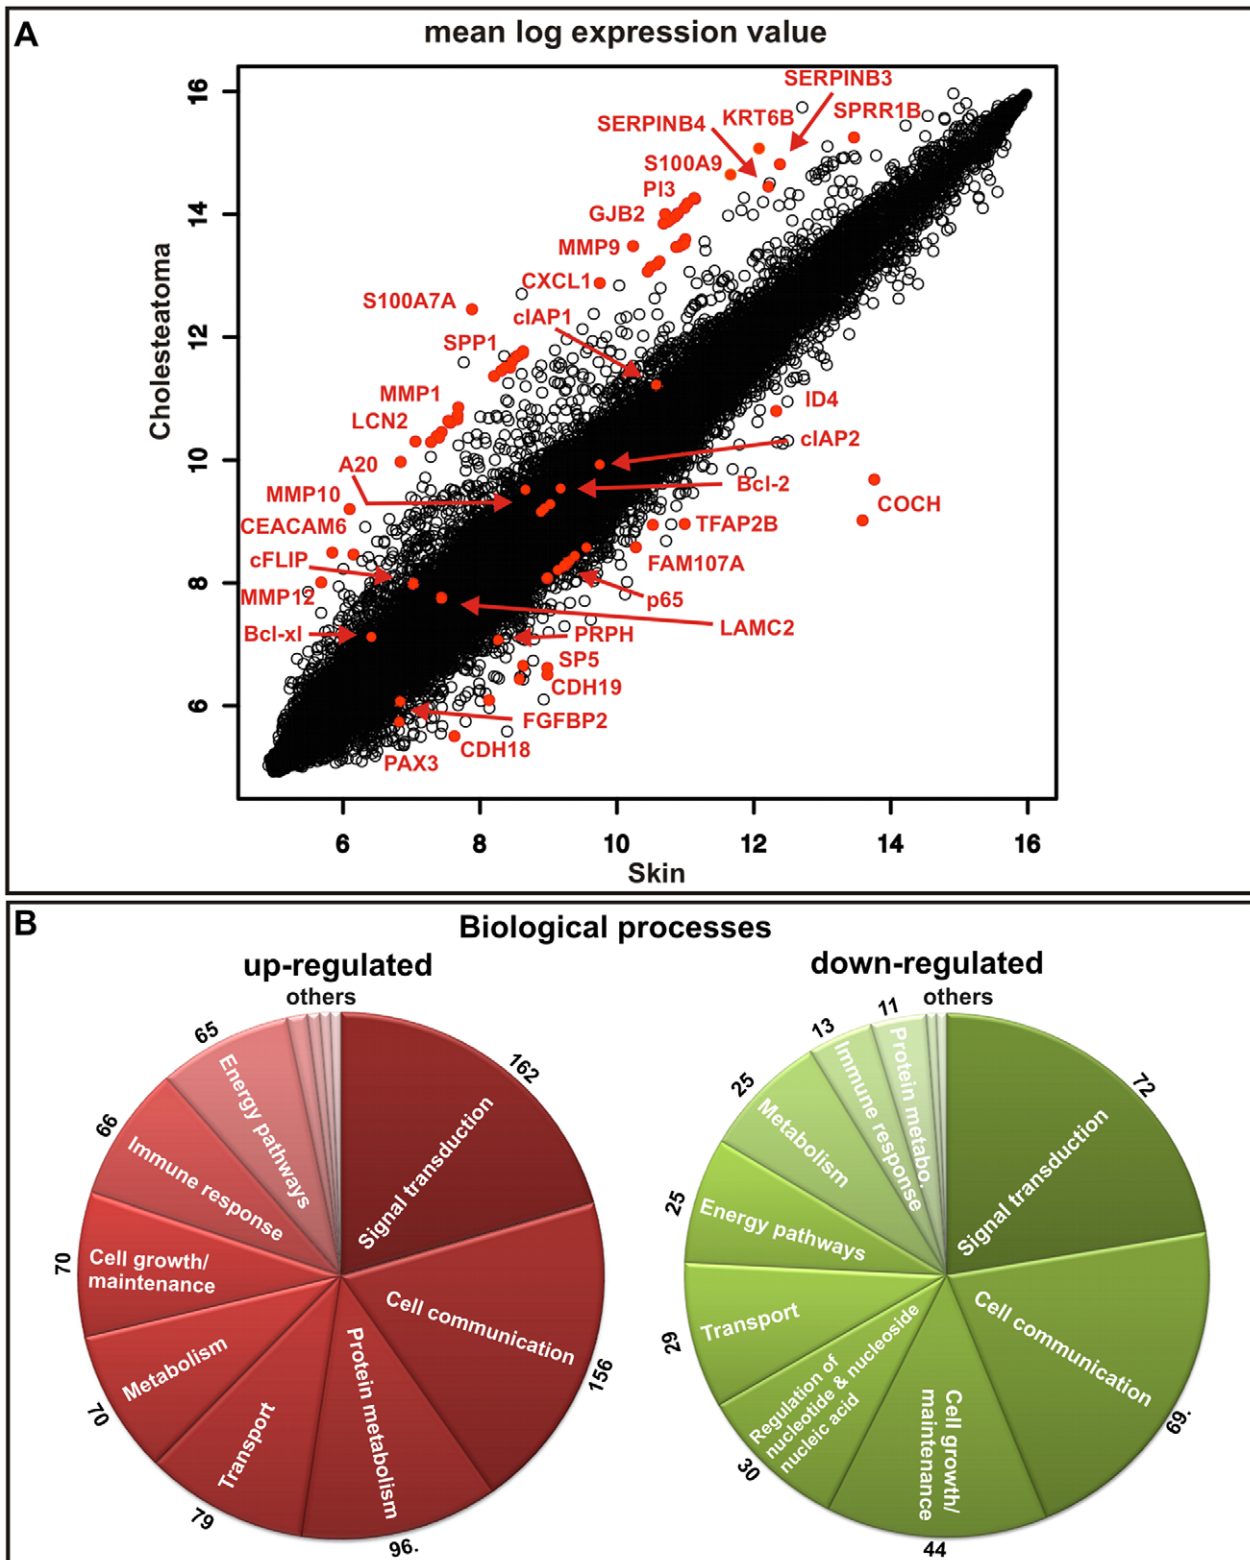 A
mean log expression value
SERPINB3
KRT6B
SPRR1B
SERPINB4
S100A9
PI3
GJB2
MMP9
CXCL1
S100A7A
cIAP1
SPP1
MMP1
ID4
LCN2
cIAP2
A20
Bcl-2
MMP10
COCH
CEACAM6
TFAP2B
cFLIP
FAM107A
MMP12
p65
Bcl-xl
LAMC2
PRPH
SP5
CDH19
FGFBP2
CDH18
PAX3
16
14
12
10
8
6
Cholesteatoma
6 8 10 12 14 16
Skin
B
Biological processes
up-regulated
others
162
Signal transduction
156
Cell communication
96.
Protein metabolism
79
Transport
70
Metabolism
70
Cell growth/
maintenance
66
Immune response
65
Energy pathways
down-regulated
others
72
Signal transduction
69.
Cell communication
44
Cell growth/
maintenance
30
Regulation of
nucleotide & nucleoside
nucleic acid
29
Transport
25
Energy pathways
25
Metabolism
13
Immune response
11
Protein metabo.